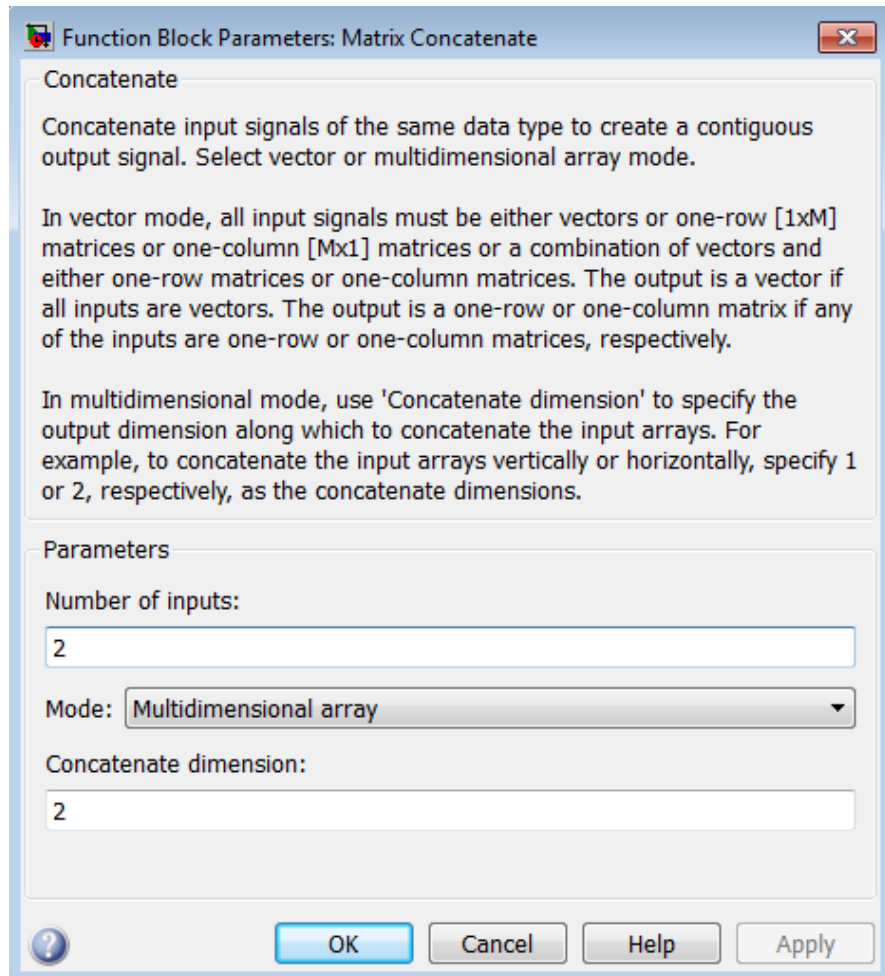 Function Block Parameters: Matrix Concatenate
Concatenate
Concatenate input signals of the same data type to create a contiguous
output signal. Select vector or multidimensional array mode.
In vector mode, all input signals must be either vectors or one-row [1xM]
matrices or one-column [Mx1] matrices or a combination of vectors and
either one-row matrices or one-column matrices. The output is a vector if
all inputs are vectors. The output is a one-row or one-column matrix if any
of the inputs are one-row or one-column matrices, respectively.
In multidimensional mode, use 'Concatenate dimension' to specify the
output dimension along which to concatenate the input arrays. For
example, to concatenate the input arrays vertically or horizontally, specify 1
or 2, respectively, as the concatenate dimensions.
Parameters
Number of inputs:
2
Mode: Multidimensional array
Concatenate dimension:
2
OK Cancel Help Apply